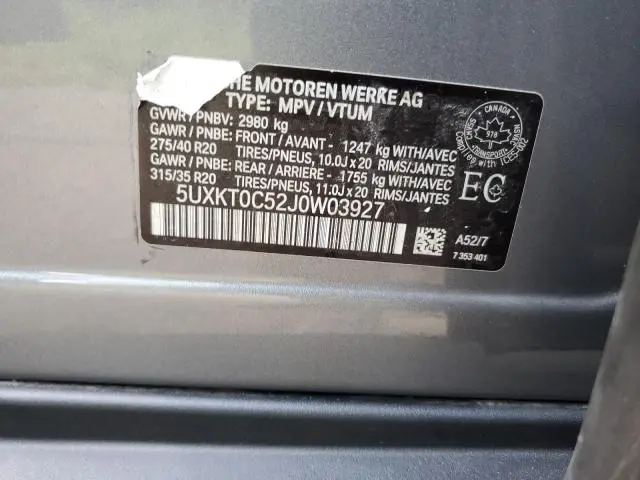 HE MOTOREN WERKE AG
TYPE: MPV / VTUM
GVWR / PNBV: 2980 kg
GAWR / PNBE: FRONT / AVANT - 1247 kg WITH/AVEC
275/40 R20 TIRES/PNEUS, 10.0J x 20 RIMS/JANTES
GAWR / PNBE: REAR / ARRIERE - 1755 kg WITH/AVEC
315/35 R20 TIRES/PNEUS, 11.0J x 20 RIMS/JANTES
5UXKT0C52J0W03927
CANADA
978
TRANSPORT
EC
A52/7
7 353 401